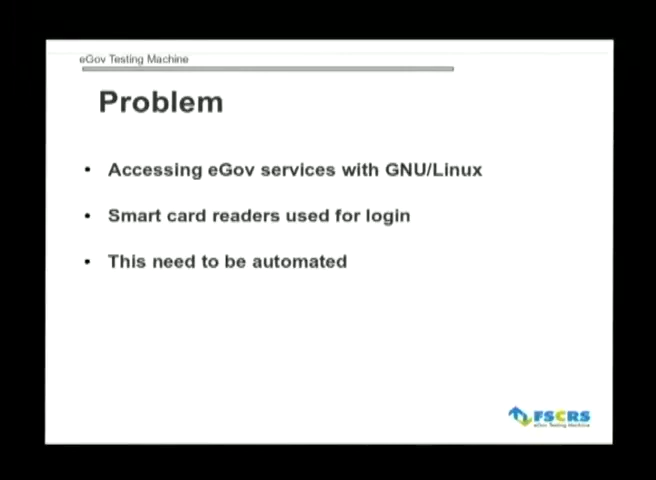 eGov Testing Machine
Problem
• Accessing eGov services with GNU/Linux
• Smart card readers used for login
• This need to be automated
FSCRS
eGov Testing Machine